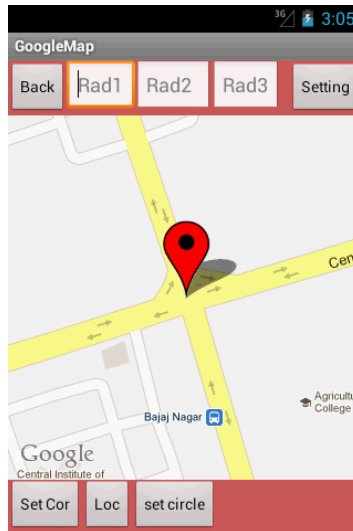 3G 3:05
GoogleMap
Back Rad1 Rad2 Rad3 Setting
Cen
Agricultu
College
Bajaj Nagar
Google
Central Institute of
Set Cor Loc set circle